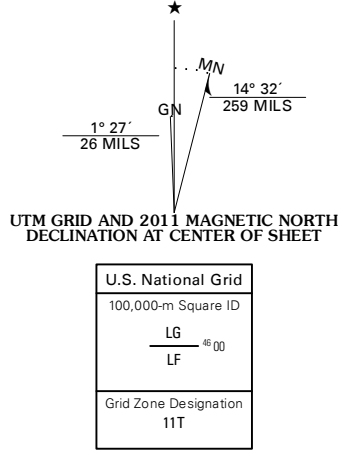 ★
MN
GN
14° 32´
259 MILS
1° 27´
26 MILS
UTM GRID AND 2011 MAGNETIC NORTH
DECLINATION AT CENTER OF SHEET
U.S. National Grid
100,000-m Square ID
LG
46 00
LF
Grid Zone Designation
11T